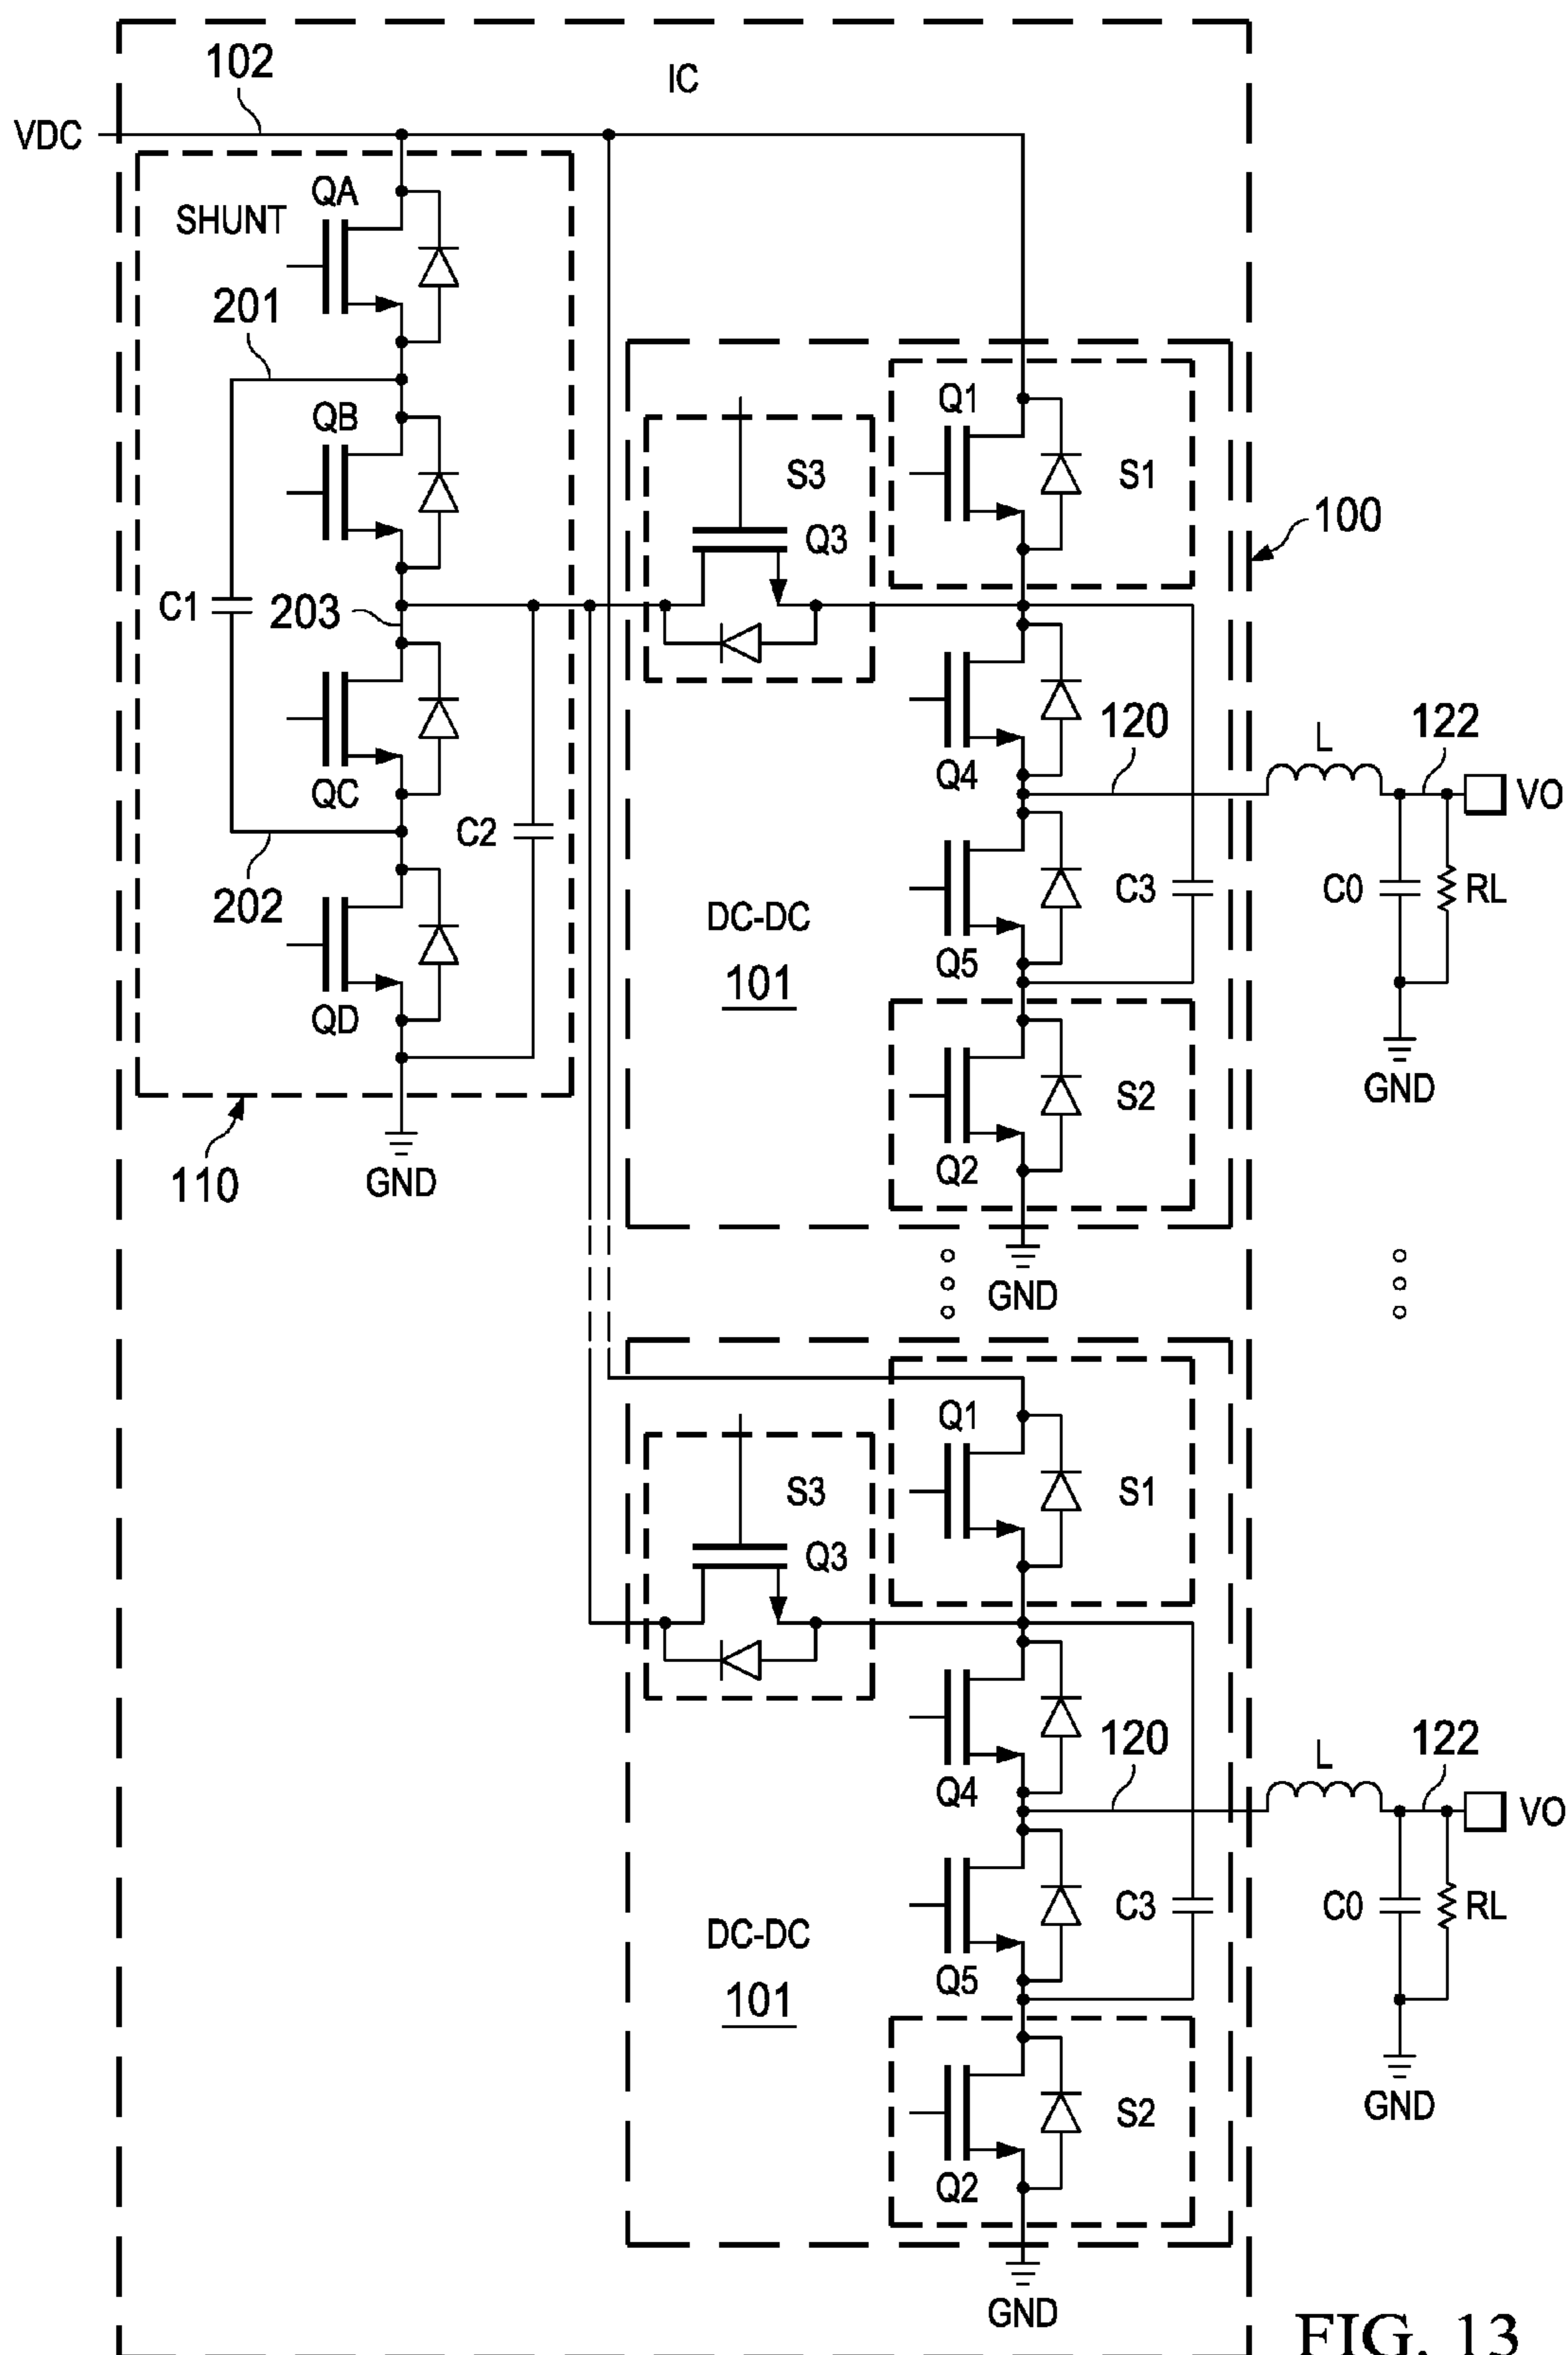 102
IC
VDC
QA
SHUNT
201
QB
Q1
S3
S1
100
Q3
C1
203
120
L
122
QC
Q4
VO
C2
202
DC-DC
C3
C0
RL
Q5
101
QD
S2
GND
110
GND
Q2
GND
Q1
S3
S1
Q3
120
L
122
Q4
VO
DC-DC
C3
C0
RL
Q5
101
S2
GND
Q2
GND
FIG. 13